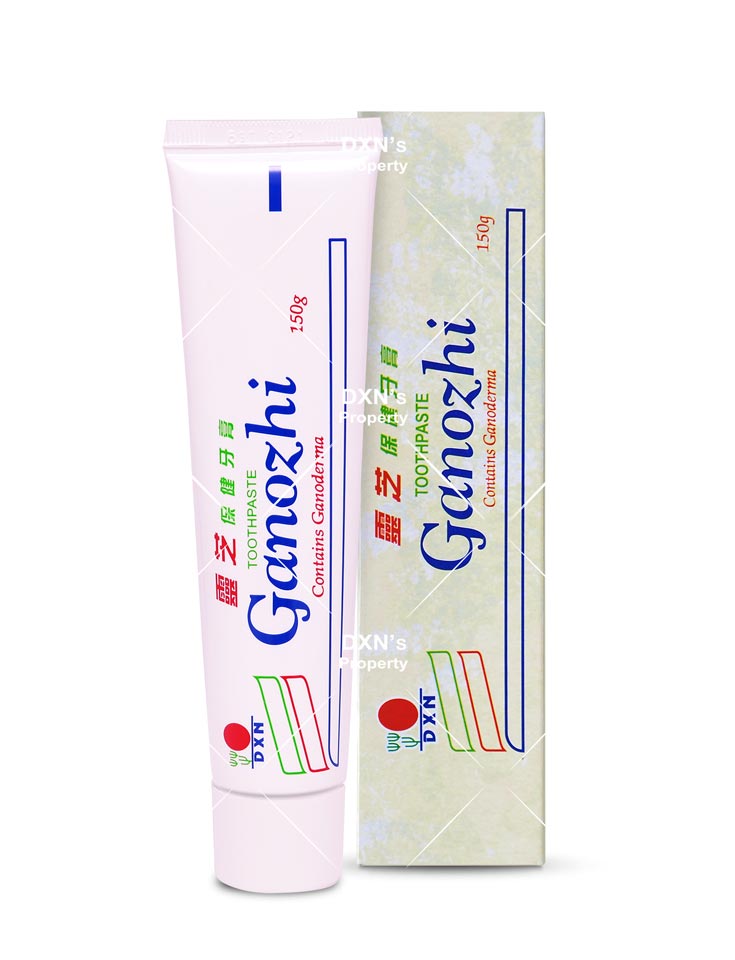 靈芝保健牙膏
TOOTHPASTE
Ganozhi
Contains Ganoderma
150g
DXN
靈芝保健牙膏
TOOTHPASTE
Ganozhi
Contains Ganoderma
150g
DXN
DXN's
Property
DXN's
Property
DXN's
Property